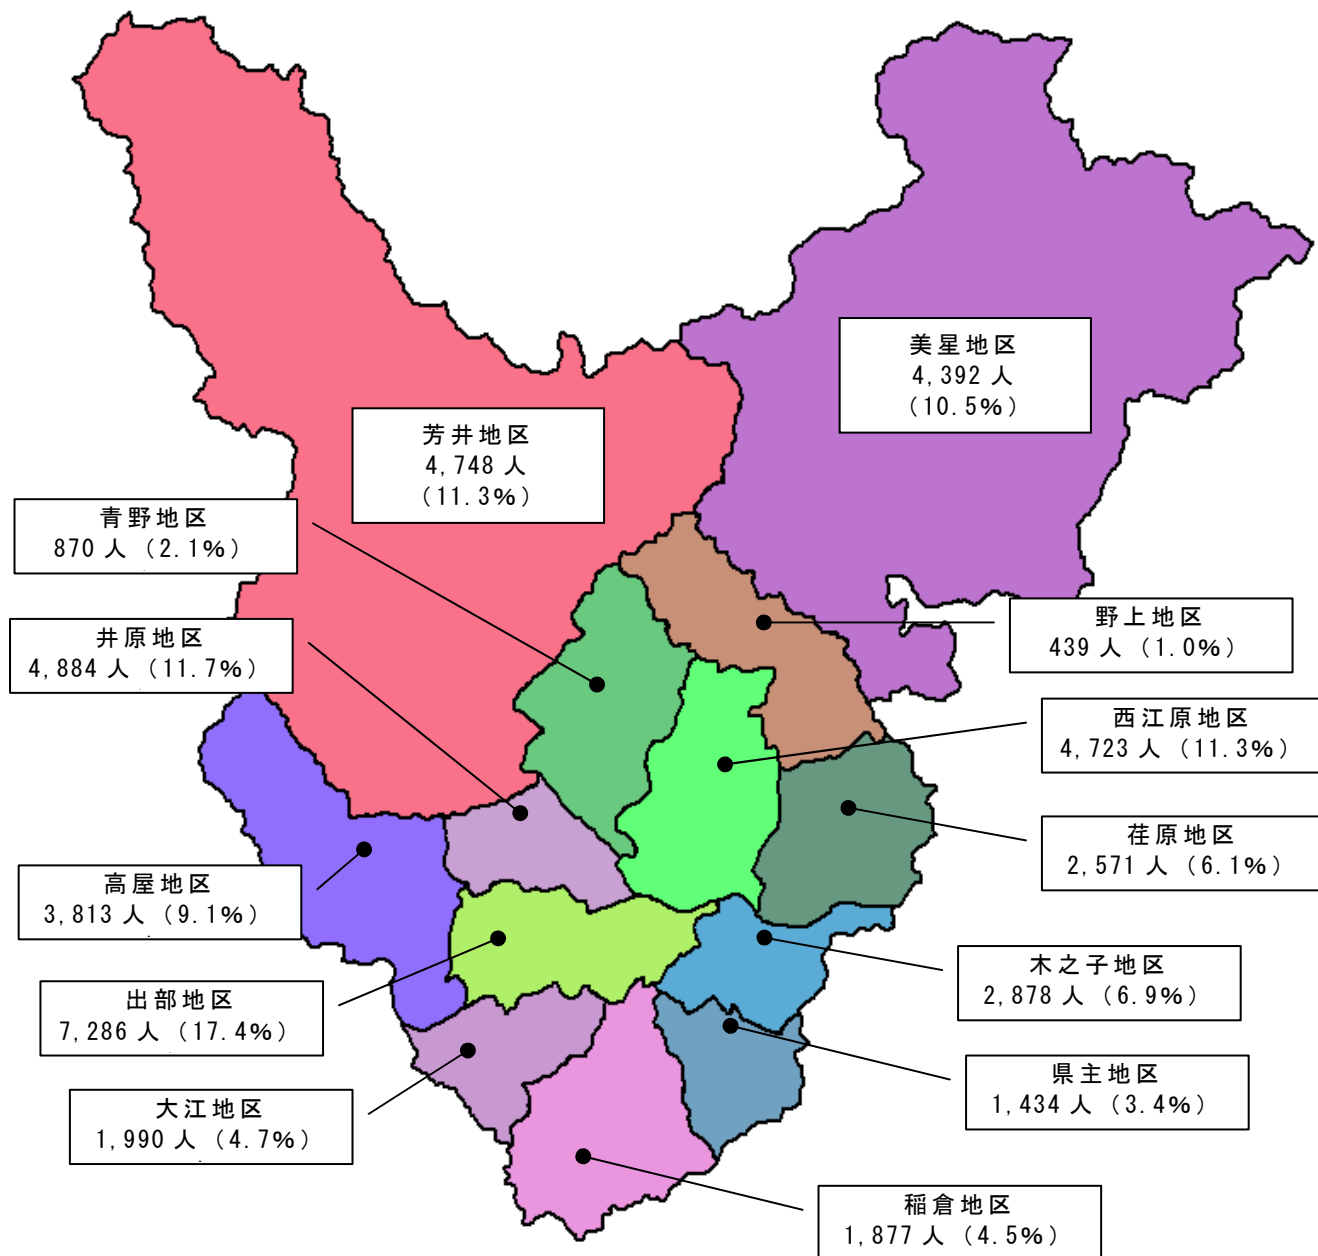 美星地区
4,392 人
(10.5%)
芳井地区
4,748 人
(11.3%)
青野地区
870 人 (2.1%)
井原地区
4,884 人 (11.7%)
野上地区
439 人 (1.0%)
西江原地区
4,723 人 (11.3%)
荏原地区
2,571 人 (6.1%)
高屋地区
3,813 人 (9.1%)
木之子地区
2,878 人 (6.9%)
出部地区
7,286 人 (17.4%)
県主地区
1,434 人 (3.4%)
大江地区
1,990 人 (4.7%)
稲倉地区
1,877 人 (4.5%)